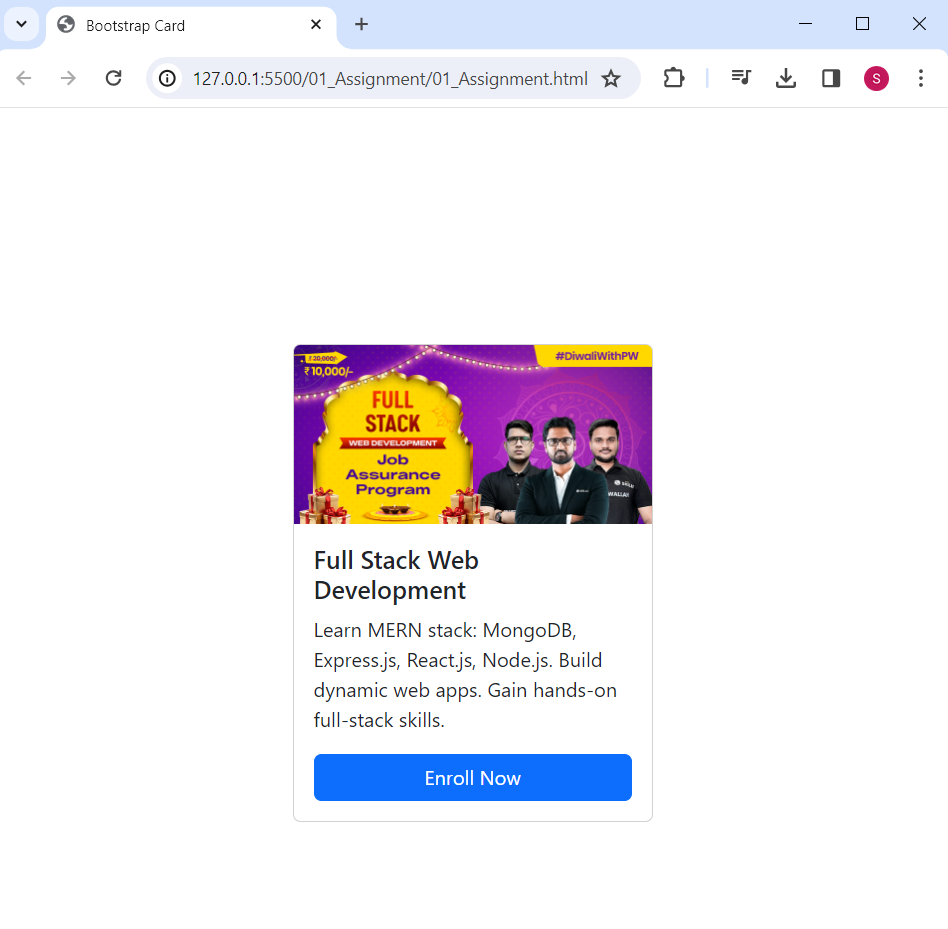 Bootstrap Card
127.0.0.1:5500/01_Assignment/01_Assignment.html
S
₹ 20,000/-
₹ 10,000/-
#DiwaliWithPW
FULL
STACK
WEB DEVELOPMENT
Job
Assurance
Program
WALLAH
Full Stack Web
Development
Learn MERN stack: MongoDB,
Express.js, React.js, Node.js. Build
dynamic web apps. Gain hands-on
full-stack skills.
Enroll Now